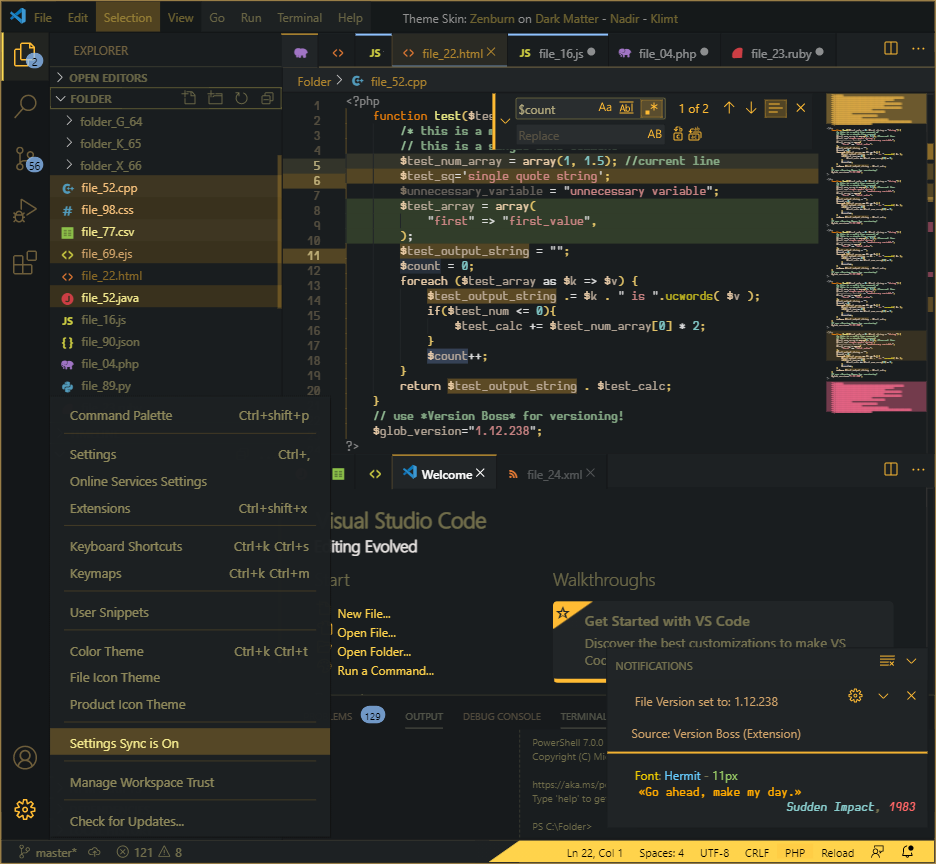 File Edit Selection View Go Run Terminal Help Theme Skin: Zenburn on Dark Matter - Nadir - Klimt
2
EXPLORER
JS file_22.html JS file_16.js file_04.php file_23.ruby
OPEN EDITORS
FOLDER
folder_G_64
folder_K_65
folder_X_66
file_52.cpp
file_98.css
file_77.csv
file_69.ejs
file_22.html
file_52.java
JS file_16.js
file_90.json
file_04.php
file_89.py
56
Folder > file_52.cpp
$count Aa Abl .* 1 of 2
Replace AB
1 <?php
2 function test($tes
3 /* this is a m
4 // this is a
5 $test_num_array = array(1, 1.5); //current line
6 $test_sq='single quote string';
7 $unnecessary_variable = "unnecessary variable";
8 $test_array = array(
9 "first" => "first_value",
10 );
11 $test_output_string = "";
12 $count = 0;
13 foreach ($test_array as $k => $v) {
14 $test_output_string .= $k . " is ".ucwords( $v );
15 if($test_num <= 0){
16 $test_calc += $test_num_array[0] * 2;
17 }
18 $count++;
19 }
20 return $test_output_string . $test_calc;
}
// use *Version Boss* for versioning!
$glob_version="1.12.238";
?>
Command Palette Ctrl+shift+p
Settings Ctrl+,
Online Services Settings
Extensions Ctrl+shift+x
Keyboard Shortcuts Ctrl+k Ctrl+s
Keymaps Ctrl+k Ctrl+m
User Snippets
Color Theme Ctrl+k Ctrl+t
File Icon Theme
Product Icon Theme
Settings Sync is On
Manage Workspace Trust
Check for Updates...
Welcome file_24.xml
isual Studio Code
iting Evolved
art
New File...
Open File...
Open Folder...
Run a Command...
Walkthroughs
Get Started with VS Code
Discover the best customizations to make VS
Coo
LEMS 129 OUTPUT DEBUG CONSOLE TERMINAL
PowerShell 7.0.0
Copyright (C) Mi
https://aka.ms/p
Type 'help' to ge
PS C:\Folder>
NOTIFICATIONS
File Version set to: 1.12.238
Source: Version Boss (Extension)
Font: Hermit - 11px
«Go ahead, make my day.»
Sudden Impact, 1983
master* 121 8 Ln 22, Col 1 Spaces: 4 UTF-8 CRLF PHP Reload